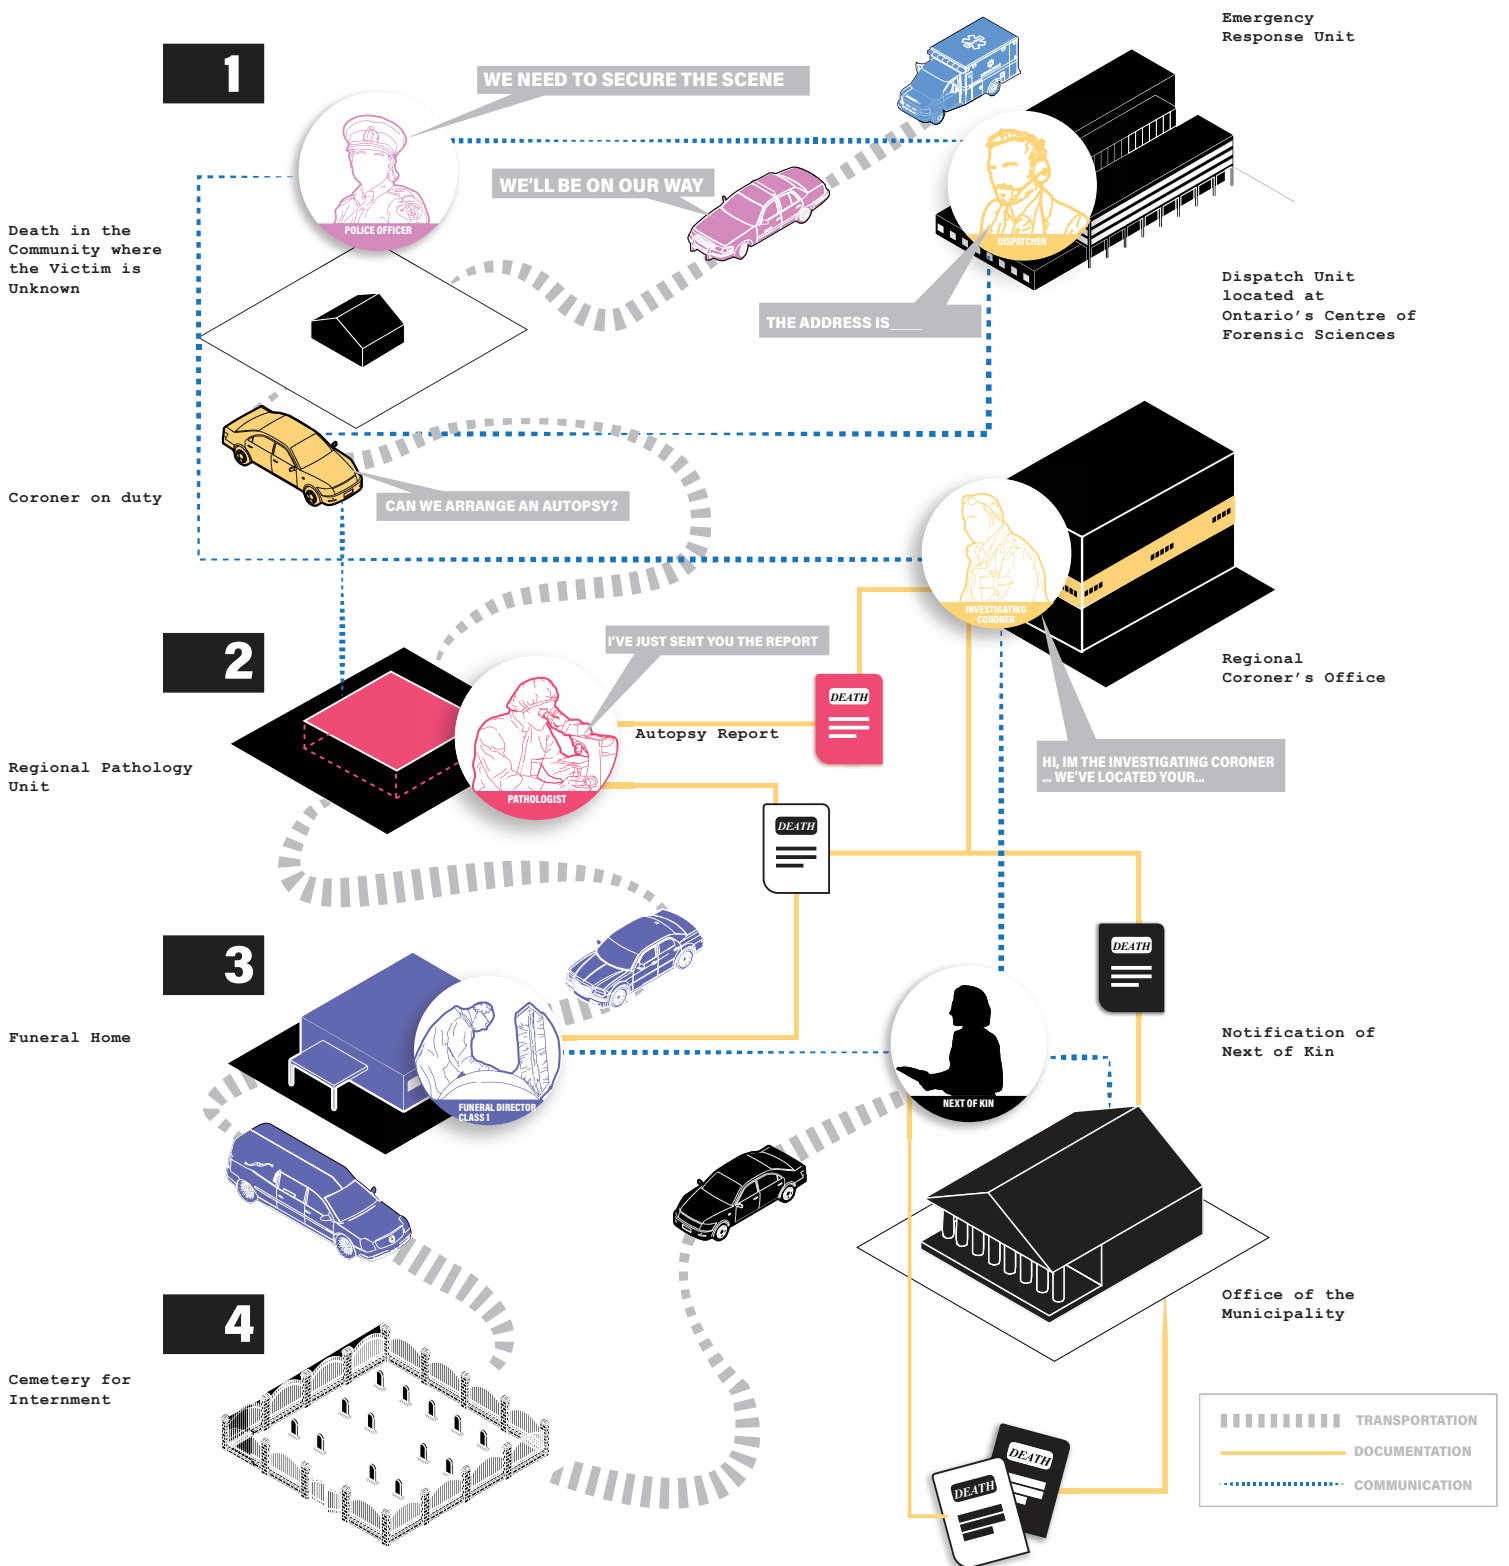 1
Emergency
Response Unit
WE NEED TO SECURE THE SCENE
WE'LL BE ON OUR WAY
POLICE OFFICER
DISPATCHER
Death in the
Community where
the Victim is
Unknown
THE ADDRESS IS____
Dispatch Unit
located at
Ontario's Centre of
Forensic Sciences
Coroner on duty
CAN WE ARRANGE AN AUTOPSY?
INVESTIGATING
CORONER
2
I'VE JUST SENT YOU THE REPORT
Regional
Coroner's Office
DEATH
Autopsy Report
Regional Pathology
Unit
PATHOLOGIST
HI, IM THE INVESTIGATING CORONER
... WE'VE LOCATED YOUR...
DEATH
3
DEATH
Funeral Home
FUNERAL DIRECTOR
CLASS 1
NEXT OF KIN
Notification of
Next of Kin
4
Office of the
Municipality
Cemetery for
Internment
TRANSPORTATION
DOCUMENTATION
COMMUNICATION
DEATH
DEATH